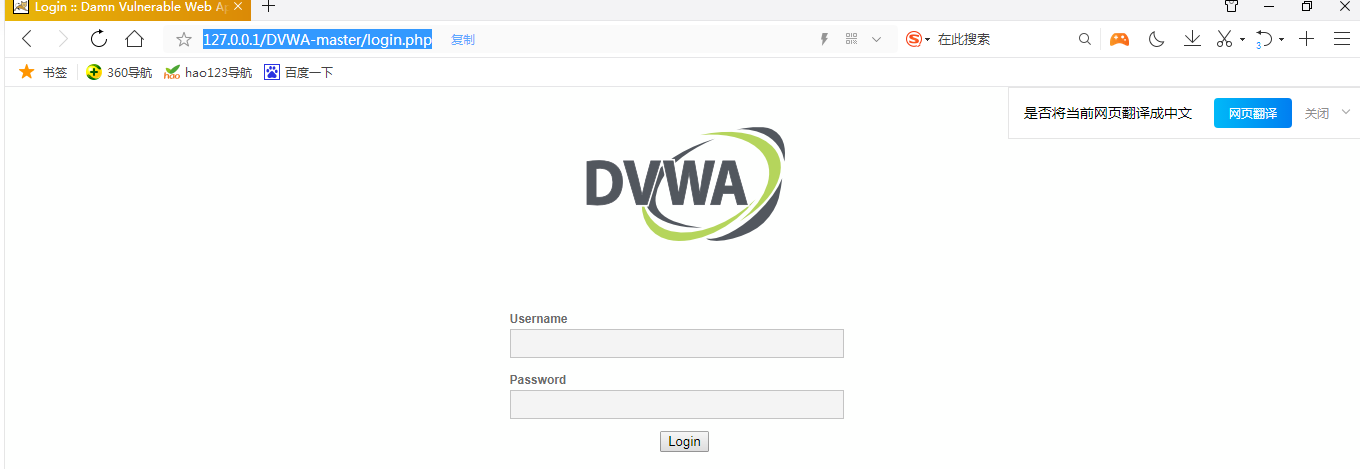 Login :: Damn Vulnerable Web Ap
127.0.0.1/DVWA-master/login.php 复制 在此搜索 3
书签 360导航 hao123导航 百度一下
是否将当前网页翻译成中文 网页翻译 关闭
DVWA
Username
Password
Login